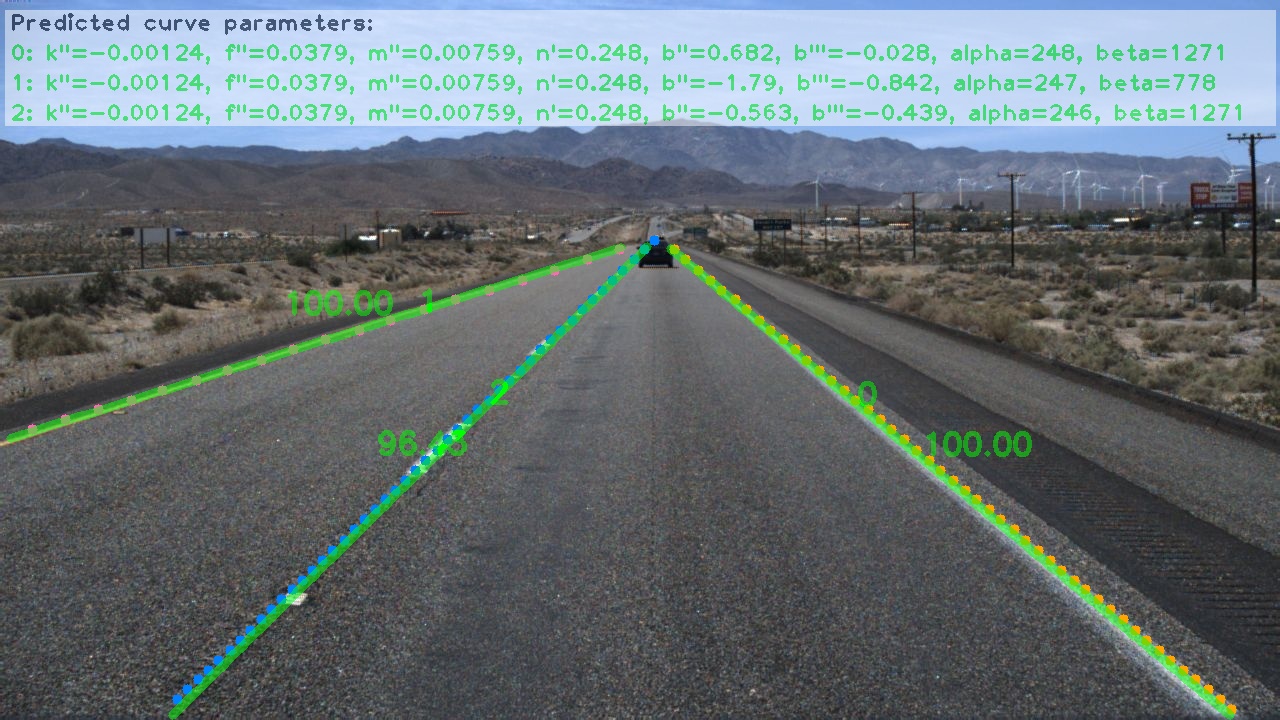 Predicted curve parameters:
0: k''=-0.00124, f''=0.0379, m''=0.00759, n'=0.248, b''=0.682, b'''=-0.028, alpha=248, beta=1271
1: k''=-0.00124, f''=0.0379, m''=0.00759, n'=0.248, b''=-1.79, b'''=-0.842, alpha=247, beta=778
2: k''=-0.00124, f''=0.0379, m''=0.00759, n'=0.248, b''=-0.563, b'''=-0.439, alpha=246, beta=1271
100.00 1
2
0
96.43
100.00